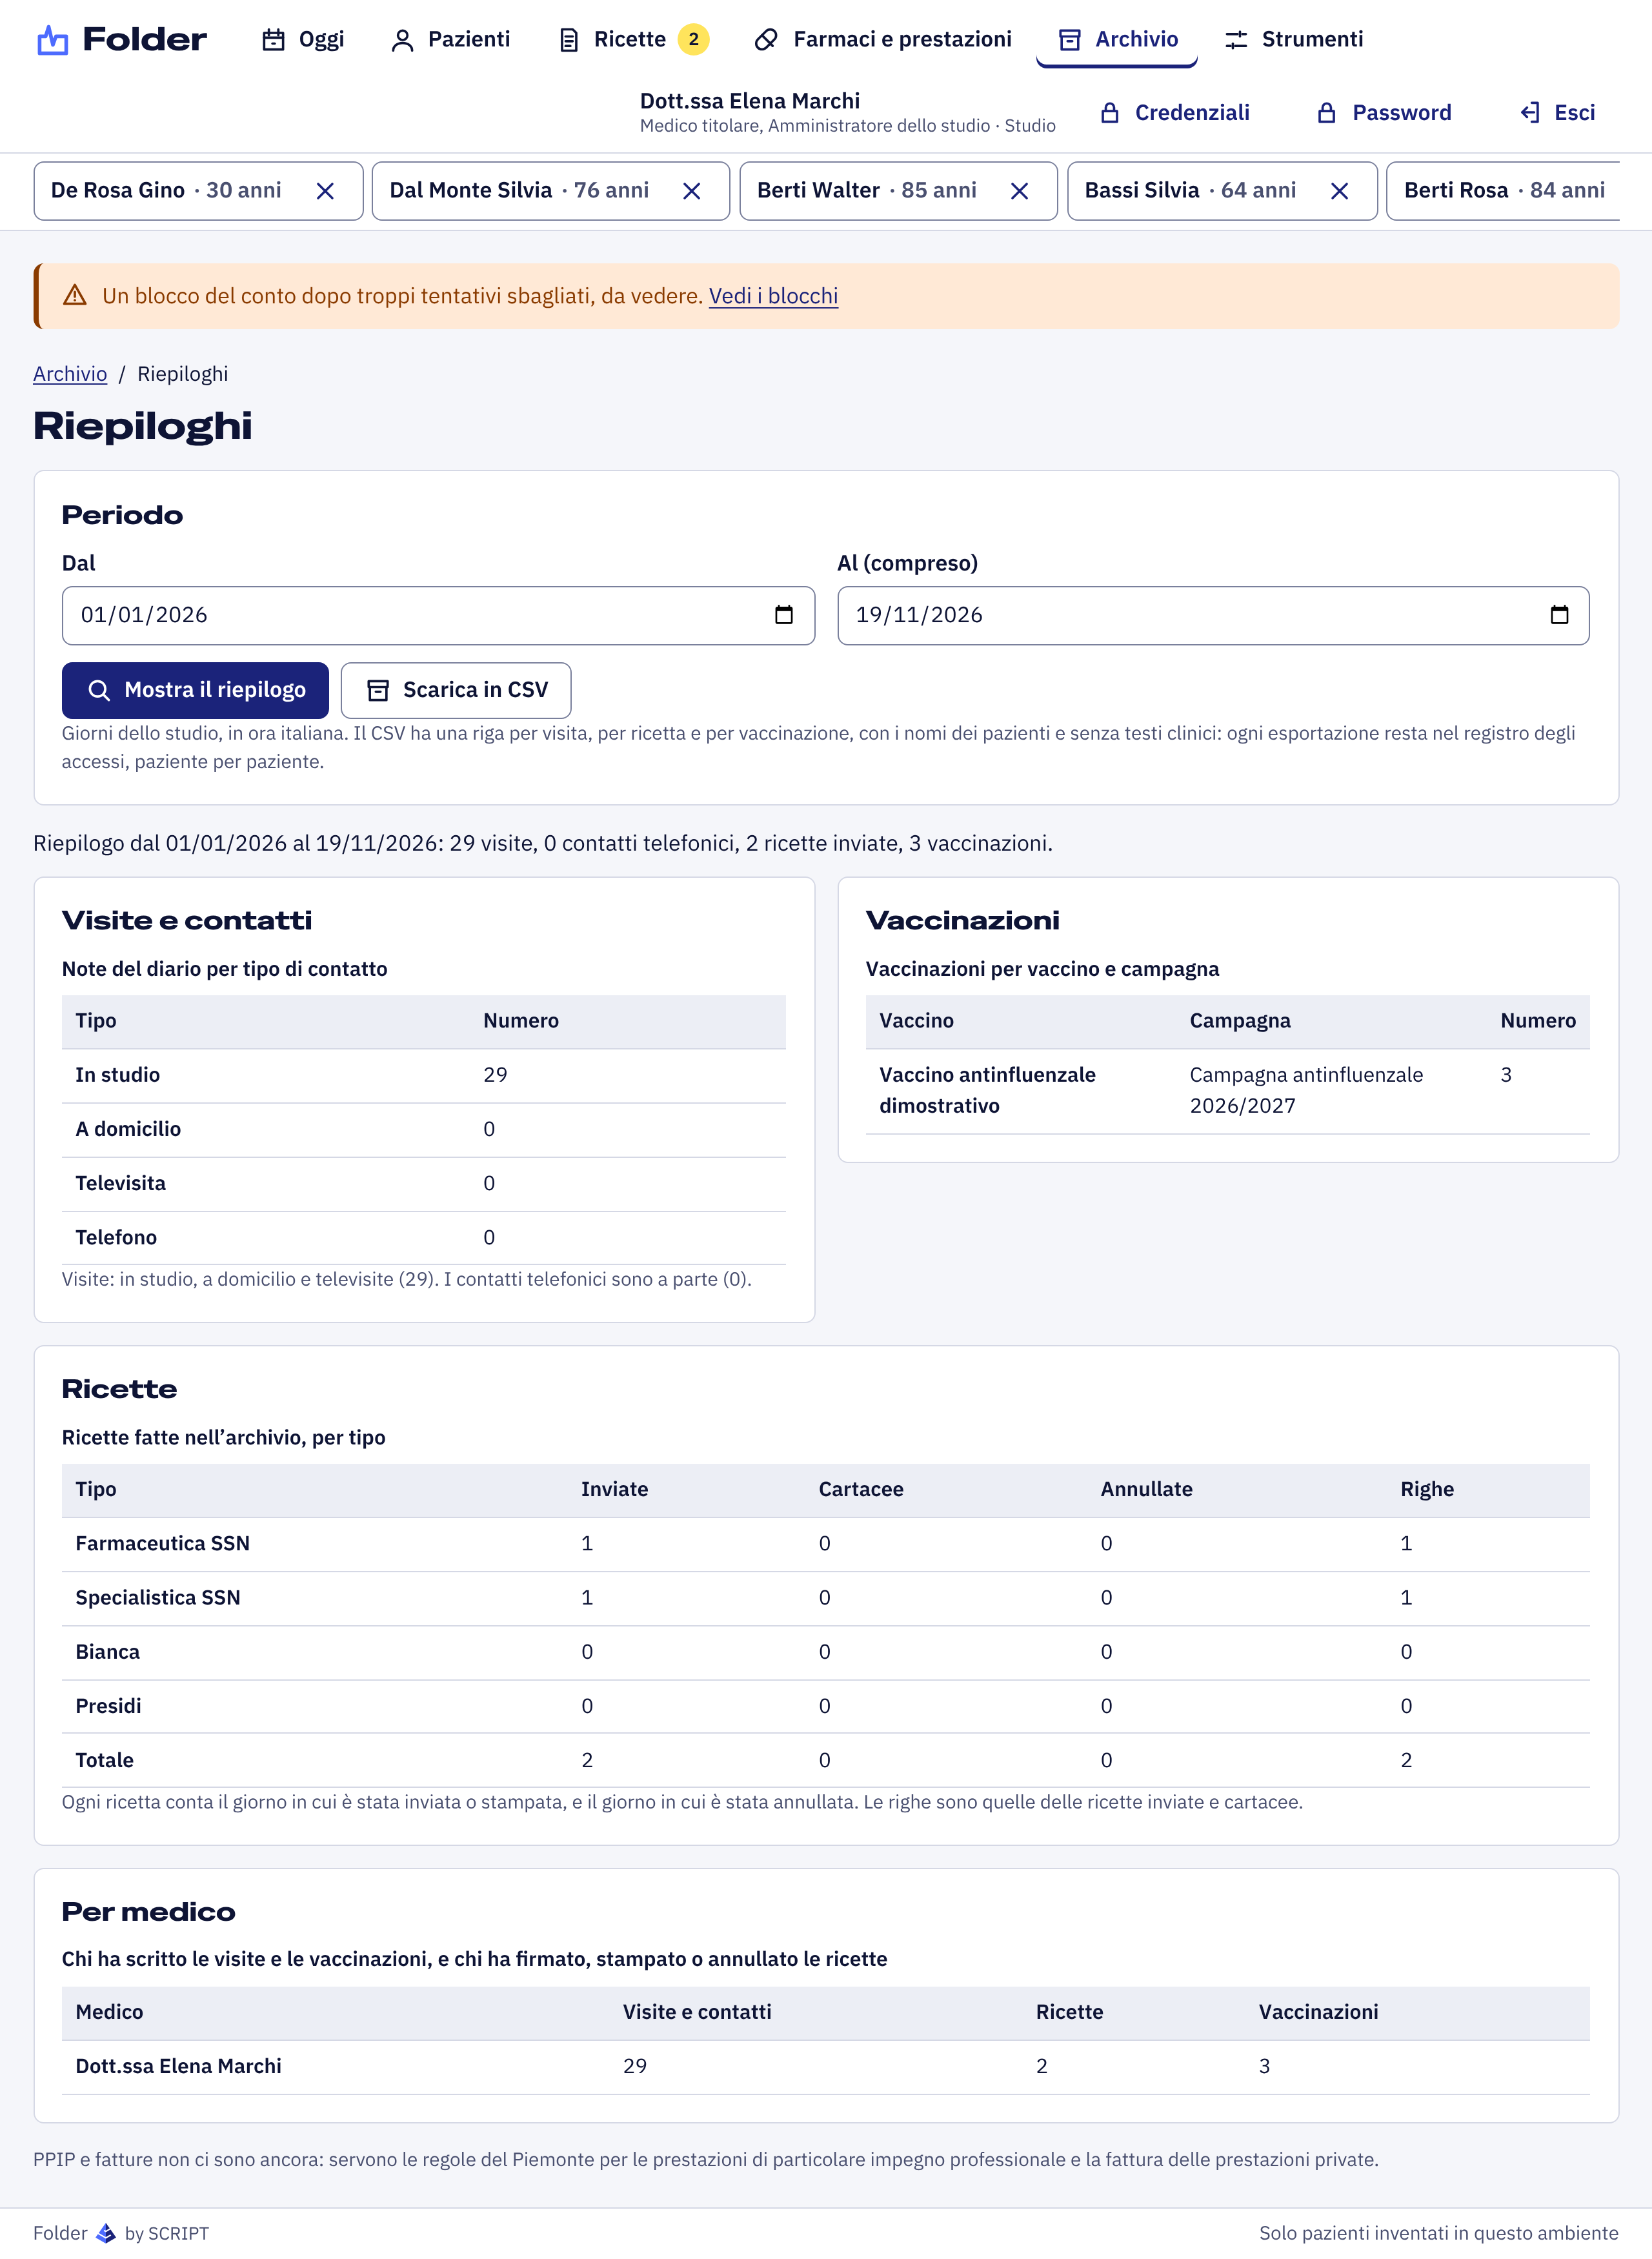 Folder
Oggi
Pazienti
Ricette 2
Farmaci e prestazioni
Archivio
Strumenti
Dott.ssa Elena Marchi
Medico titolare, Amministratore dello studio · Studio
Credenziali
Password
Esci
De Rosa Gino · 30 anni
Dal Monte Silvia · 76 anni
Berti Walter · 85 anni
Bassi Silvia · 64 anni
Berti Rosa · 84 anni
Un blocco del conto dopo troppi tentativi sbagliati, da vedere. Vedi i blocchi
Archivio / Riepiloghi
Riepiloghi
Periodo
Dal
Al (compreso)
01/01/2026
19/11/2026
Mostra il riepilogo
Scarica in CSV
Giorni dello studio, in ora italiana. Il CSV ha una riga per visita, per ricetta e per vaccinazione, con i nomi dei pazienti e senza testi clinici: ogni esportazione resta nel registro degli
accessi, paziente per paziente.
Riepilogo dal 01/01/2026 al 19/11/2026: 29 visite, 0 contatti telefonici, 2 ricette inviate, 3 vaccinazioni.
Visite e contatti
Note del diario per tipo di contatto
Tipo Numero
In studio 29
A domicilio 0
Televisita 0
Telefono 0
Visite: in studio, a domicilio e televisite (29). I contatti telefonici sono a parte (0).
Vaccinazioni
Vaccinazioni per vaccino e campagna
Vaccino Campagna Numero
Vaccino antinfluenzale Campagna antinfluenzale 3
dimostrativo 2026/2027
Ricette
Ricette fatte nell’archivio, per tipo
Tipo Inviate Cartacee Annullate Righe
Farmaceutica SSN 1 0 0 1
Specialistica SSN 1 0 0 1
Bianca 0 0 0 0
Presidi 0 0 0 0
Totale 2 0 0 2
Ogni ricetta conta il giorno in cui è stata inviata o stampata, e il giorno in cui è stata annullata. Le righe sono quelle delle ricette inviate e cartacee.
Per medico
Chi ha scritto le visite e le vaccinazioni, e chi ha firmato, stampato o annullato le ricette
Medico Visite e contatti Ricette Vaccinazioni
Dott.ssa Elena Marchi 29 2 3
PPIP e fatture non ci sono ancora: servono le regole del Piemonte per le prestazioni di particolare impegno professionale e la fattura delle prestazioni private.
Folder by SCRIPT
Solo pazienti inventati in questo ambiente